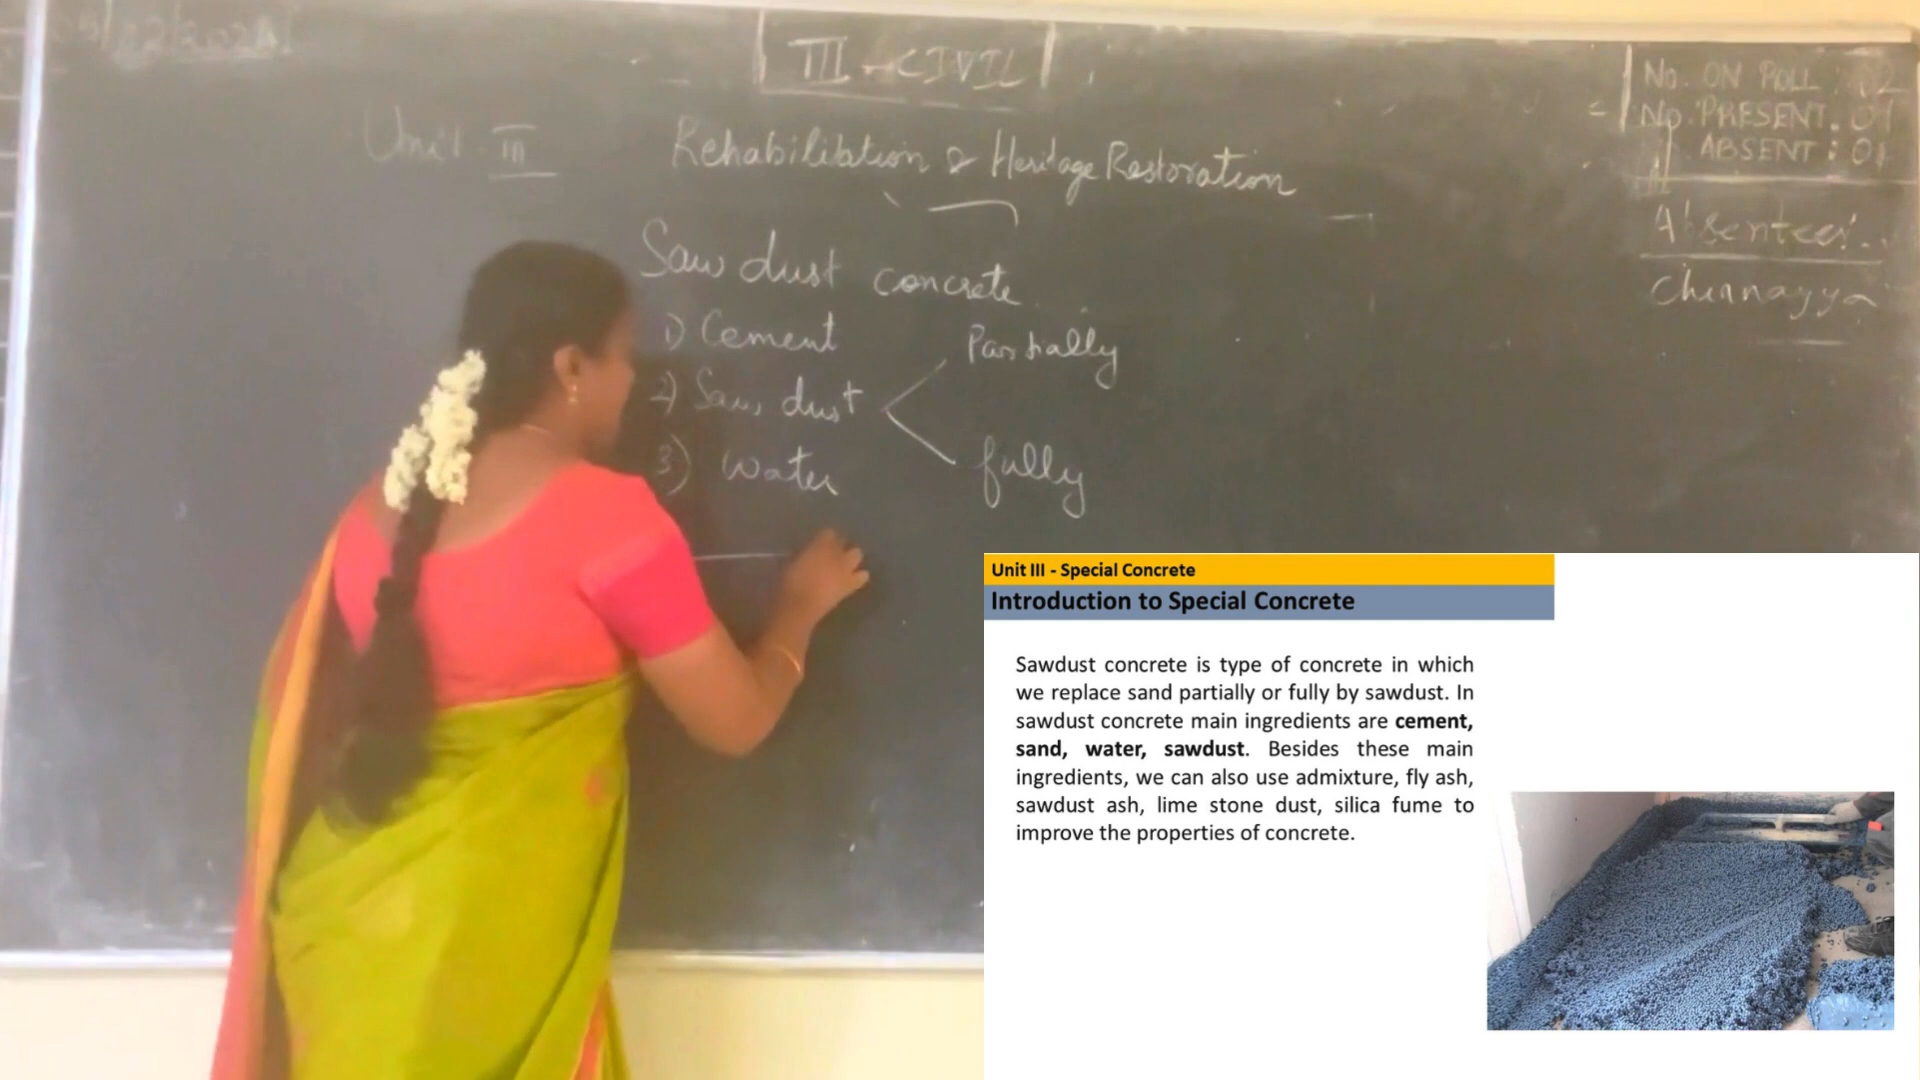 III - CIVIL
No. ON ROLL : 02
No. PRESENT : 01
ABSENT : 01
Unit - III
Rehabilitation & Heritage Restoration
Absentees:
Chinnayya
Saw dust concrete
1) Cement
Partially
2) Saw dust
3) Water
fully
Unit III - Special Concrete
Introduction to Special Concrete
Sawdust concrete is type of concrete in which
we replace sand partially or fully by sawdust. In
sawdust concrete main ingredients are cement,
sand, water, sawdust. Besides these main
ingredients, we can also use admixture, fly ash,
sawdust ash, lime stone dust, silica fume to
improve the properties of concrete.